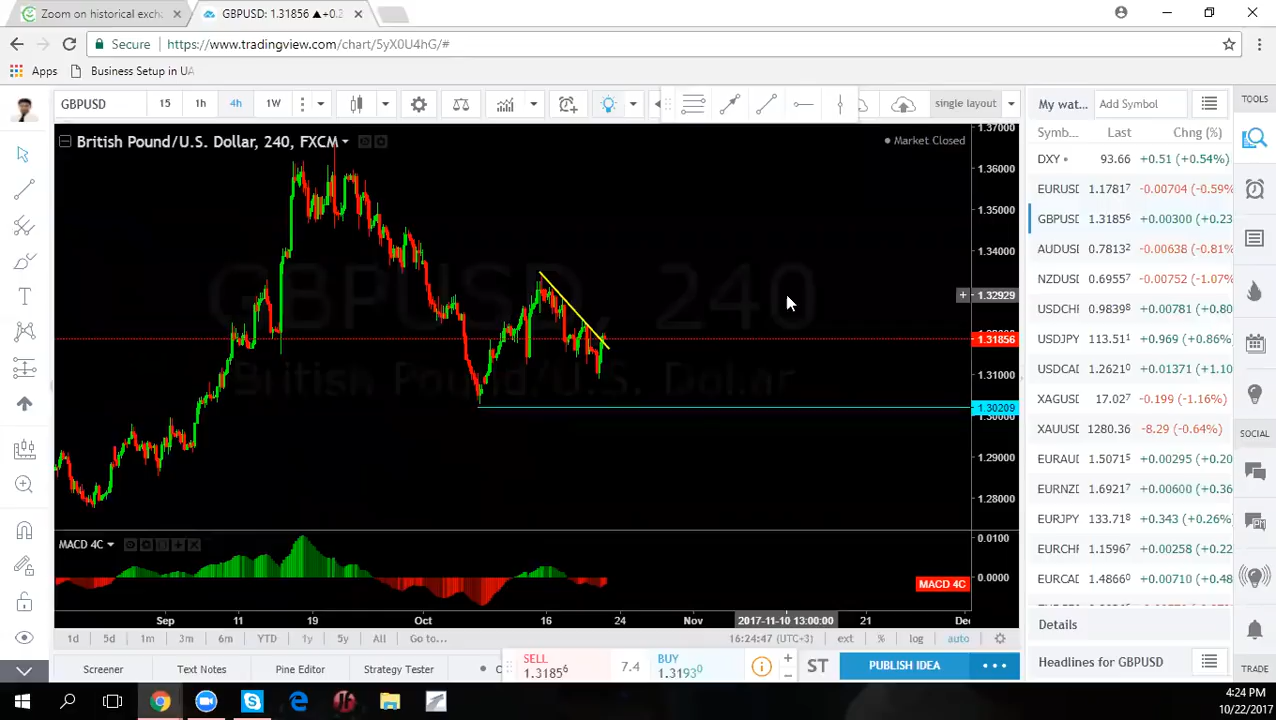 Zoom on historical exch
GBPUSD: 1.31856 ▲+0.3
Secure
https://www.tradingview.com/chart/5yX0U4hG/#
Apps
Business Setup in UA
GBPUSD
15
1h
4h
1W
single layout
My wat...
Add Symbol
TOOLS
British Pound/U.S. Dollar, 240, FXCM
Market Closed
GBPUSD, 240
British Pound/U.S. Dollar
1.37000
1.36000
1.35000
1.34000
1.32929
1.31856
1.31000
1.30209
1.30000
1.29000
1.28000
Symb...
Last
Chng (%)
DXY
93.66
+0.51 (+0.54%)
EURUSD
1.17817
-0.00704 (-0.59%
GBPUSD
1.31856
+0.00300 (+0.23
AUDUSD
0.78132
-0.00638 (-0.81%
NZDUSD
0.69557
-0.00752 (-1.07%
USDCHF
0.98398
+0.00781 (+0.80
USDJPY
113.511
+0.969 (+0.86%)
USDCAD
1.26210
+0.01371 (+1.10
XAGUSD
17.027
-0.199 (-1.16%)
XAUUSD
1280.36
-8.29 (-0.64%)
EURAUD
1.50715
+0.00295 (+0.20
EURNZD
1.69217
+0.00600 (+0.36
EURJPY
133.718
+0.343 (+0.26%)
EURCHF
1.15967
+0.00258 (+0.22
EURCAD
1.48660
+0.00710 (+0.48
SOCIAL
MACD 4C
0.0100
0.0000
MACD 4C
Sep
11
19
Oct
16
24
Nov
2017-11-10 13:00:00
21
Dec
1d
5d
1m
3m
6m
YTD
1y
5y
All
Go to...
16:24:47 (UTC+3)
ext
%
log
auto
Details
Headlines for GBPUSD
Screener
Text Notes
Pine Editor
Strategy Tester
SELL
1.31856
7.4
BUY
1.31930
ST
PUBLISH IDEA
TRADE
4:24 PM
10/22/2017